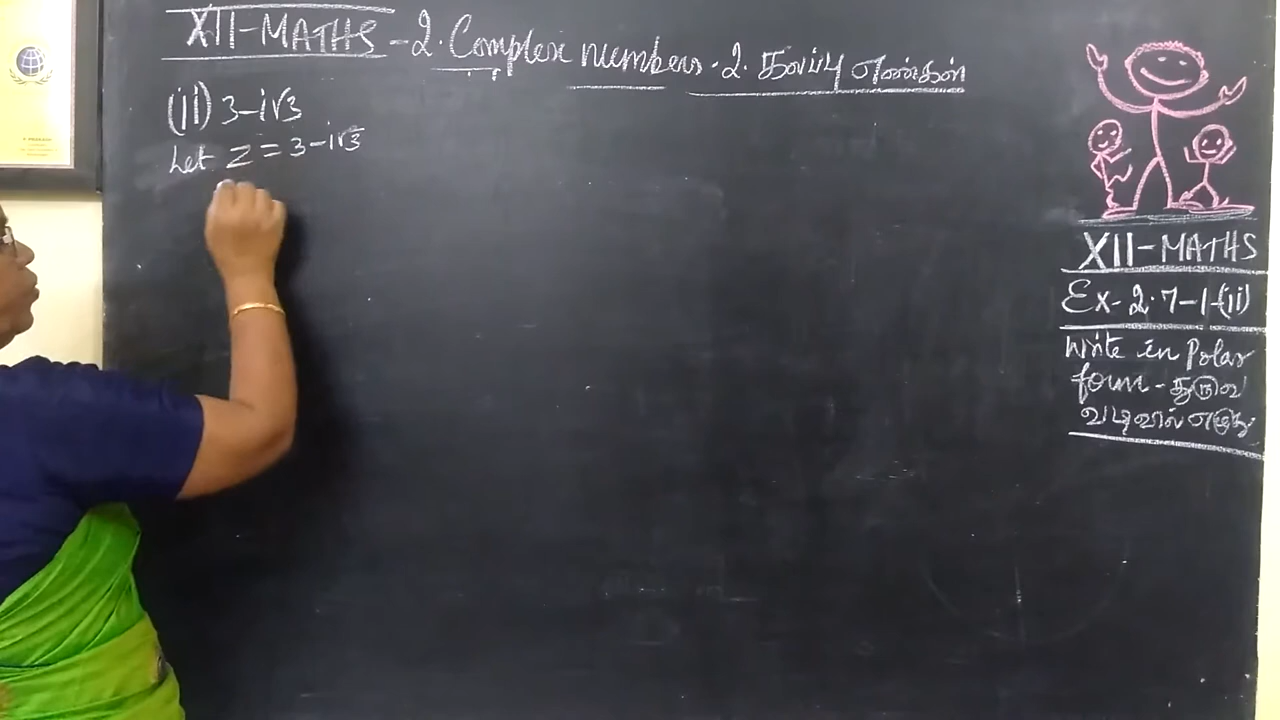 XII-MATHS - 2. Complex numbers - 2. கலப்பு எண்கள்
(ii) 3-i√3
Let Z = 3-i√3
XII-MATHS
Ex-2.7-1-(ii)
Write in Polar
form - துருவ
வடிவில் எழுது